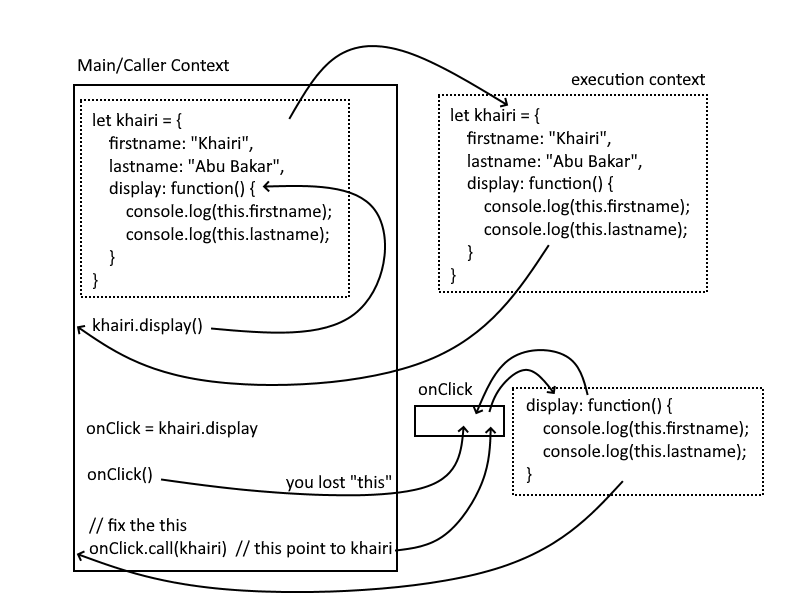 Main/Caller Context
let khairi = {
firstname: "Khairi",
lastname: "Abu Bakar",
display: function() {
console.log(this.firstname);
console.log(this.lastname);
}
}
khairi.display()
onClick = khairi.display
onClick()
you lost "this"
// fix the this
onClick.call(khairi) // this point to khairi
execution context
let khairi = {
firstname: "Khairi",
lastname: "Abu Bakar",
display: function() {
console.log(this.firstname);
console.log(this.lastname);
}
}
onClick
display: function() {
console.log(this.firstname);
console.log(this.lastname);
}